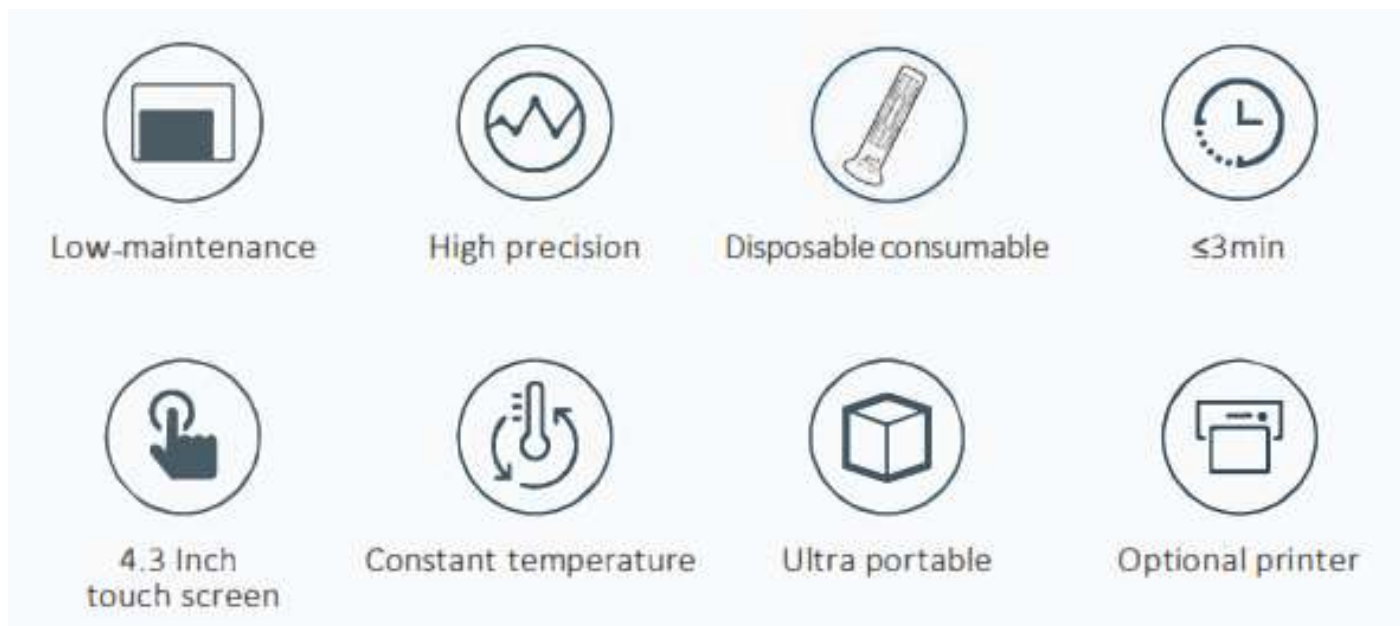 Low-maintenance
High precision
Disposable consumable
≤3min
4.3 Inch
touch screen
Constant temperature
Ultra portable
Optional printer